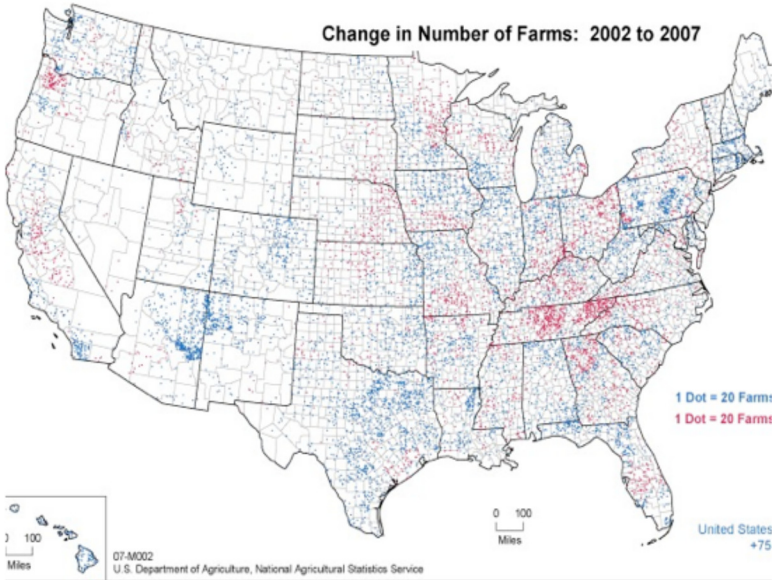 Change in Number of Farms: 2002 to 2007
1 Dot = 20 Farms
1 Dot = 20 Farms
United States
+75
0 100
Miles
0 100
Miles
07-M002
U.S. Department of Agriculture, National Agricultural Statistics Service